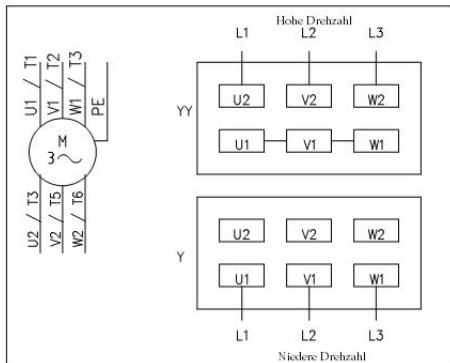 Hohe Drehzahl
L1 L2 L3
YY
U2 V2 W2
U1 V1 W1
U1 / T1
V1 / T2
W1 / T3
PE
M
3~
U2 / T3
V2 / T5
W2 / T6
Y
U2 V2 W2
U1 V1 W1
L1 L2 L3
Niedere Drehzahl